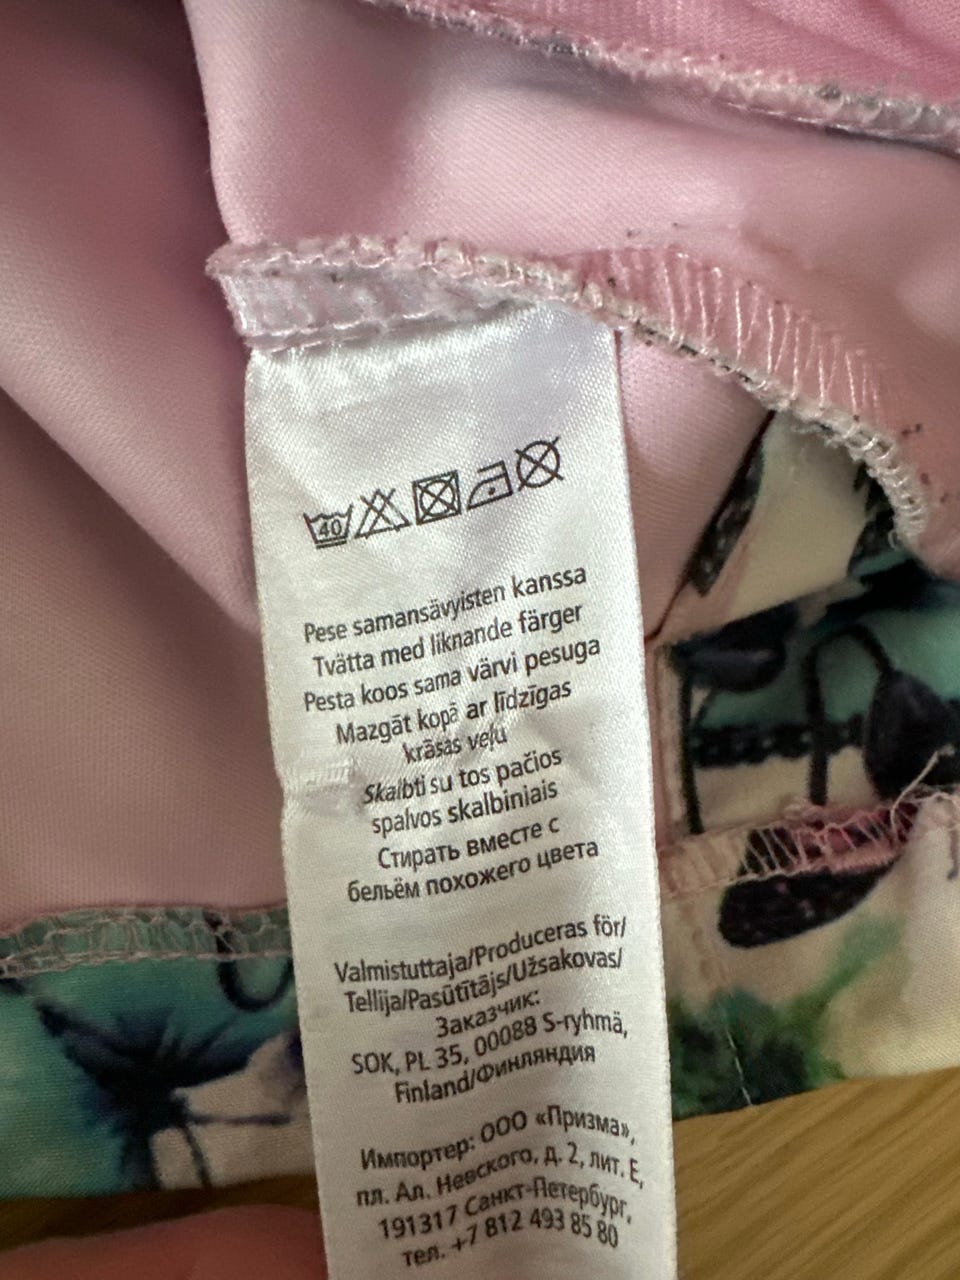 40
Pese samansävyisten kanssa
Tvätta med liknande färger
Pesta koos sama värvi pesuga
Mazgāt kopā ar līdzīgas
krāsas veļu
Skalbti su tos pačios
spalvos skalbiniais
Стирать вместе с
бельём похожего цвета
Valmistuttaja/Produceras för/
Tellija/Pasūtītājs/Užsakovas/
Заказчик:
SOK, PL 35, 00088 S-ryhmä,
Finland/Финляндия
Импортер: ООО «Призма»,
пл. Ал. Невского, д. 2, лит. Е,
191317 Санкт-Петербург,
тел. +7 812 493 85 80